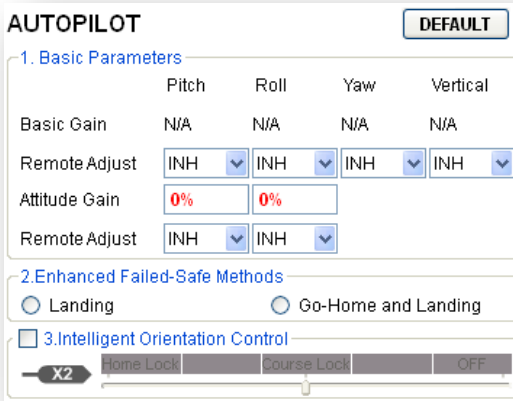 AUTOPILOT DEFAULT
1. Basic Parameters
Pitch Roll Yaw Vertical
Basic Gain N/A N/A N/A N/A
Remote Adjust INH INH INH INH
Attitude Gain 0% 0%
Remote Adjust INH INH
2.Enhanced Failed-Safe Methods
Landing Go-Home and Landing
3.Intelligent Orientation Control
X2 Home Lock Course Lock OFF